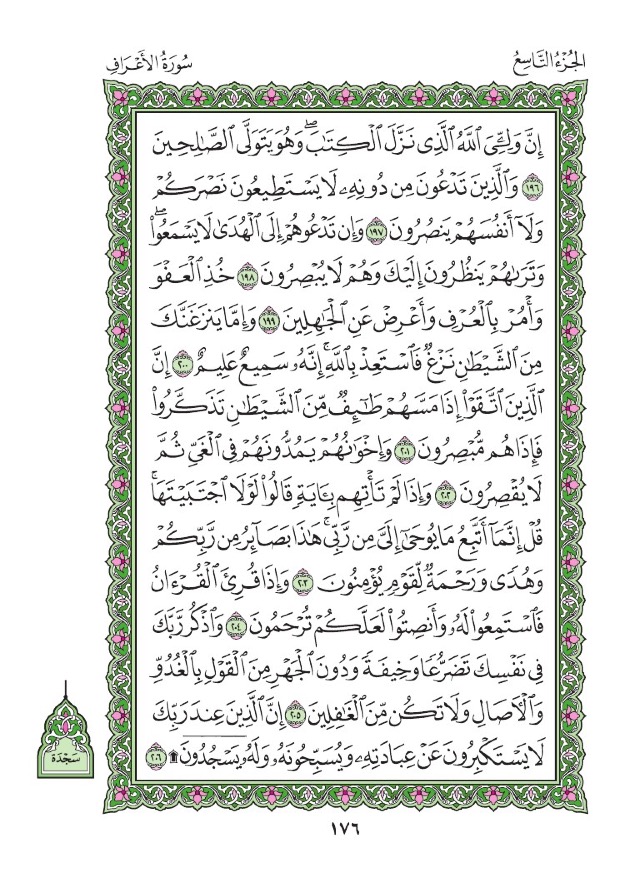 الجُزْءُ التَّاسِعُ
سُورَةُ الأَعْرَافِ
إِنَّ وَلِـِّۧيَ ٱللَّهُ ٱلَّذِى نَزَّلَ ٱلْكِتَٰبَ ۖ وَهُوَ يَتَوَلَّى ٱلصَّٰلِحِينَ
١٩٦ وَٱلَّذِينَ تَدْعُونَ مِن دُونِهِۦ لَا يَسْتَطِيعُونَ نَصْرَكُمْ
وَلَآ أَنفُسَهُمْ يَنصُرُونَ ١٩٧ وَإِن تَدْعُوهُمْ إِلَى ٱلْهُدَىٰ لَا يَسْمَعُوا۟ ۖ
وَتَرَىٰهُمْ يَنظُرُونَ إِلَيْكَ وَهُمْ لَا يُبْصِرُونَ ١٩٨ خُذِ ٱلْعَفْوَ
وَأْمُرْ بِٱلْعُرْفِ وَأَعْرِضْ عَنِ ٱلْجَٰهِلِينَ ١٩٩ وَإِمَّا يَنزَغَنَّكَ
مِنَ ٱلشَّيْطَٰنِ نَزْغٌ فَٱسْتَعِذْ بِٱللَّهِ ۚ إِنَّهُۥ سَمِيعٌ عَلِيمٌ ٢٠٠ إِنَّ
ٱلَّذِينَ ٱتَّقَوْا۟ إِذَا مَسَّهُمْ طَٰٓئِفٌ مِّنَ ٱلشَّيْطَٰنِ تَذَكَّرُوا۟
فَإِذَا هُم مُّبْصِرُونَ ٢٠١ وَإِخْوَٰنُهُمْ يَمُدُّونَهُمْ فِى ٱلْغَىِّ ثُمَّ
لَا يُقْصِرُونَ ٢٠٢ وَإِذَا لَمْ تَأْتِهِم بِـَٔايَةٍ قَالُوا۟ لَوْلَا ٱجْتَبَيْتَهَا ۚ
قُلْ إِنَّمَآ أَتَّبِعُ مَا يُوحَىٰٓ إِلَىَّ مِن رَّبِّى ۚ هَٰذَا بَصَآئِرُ مِن رَّبِّكُمْ
وَهُدًى وَرَحْمَةٌ لِّقَوْمٍ يُؤْمِنُونَ ٢٠٣ وَإِذَا قُرِئَ ٱلْقُرْءَانُ
فَٱسْتَمِعُوا۟ لَهُۥ وَأَنصِتُوا۟ لَعَلَّكُمْ تُرْحَمُونَ ٢٠٤ وَٱذْكُر رَّبَّكَ
فِى نَفْسِكَ تَضَرُّعًا وَخِيفَةً وَدُونَ ٱلْجَهْرِ مِنَ ٱلْقَوْلِ بِٱلْغُدُوِّ
وَٱلْءَاصَالِ وَلَا تَكُن مِّنَ ٱلْغَٰفِلِينَ ٢٠٥ إِنَّ ٱلَّذِينَ عِندَ رَبِّكَ
لَا يَسْتَكْبِرُونَ عَنْ عِبَادَتِهِۦ وَيُسَبِّحُونَهُۥ وَلَهُۥ يَسْجُدُونَ ۩ ٢٠٦
سَجْدَة
١٧٦